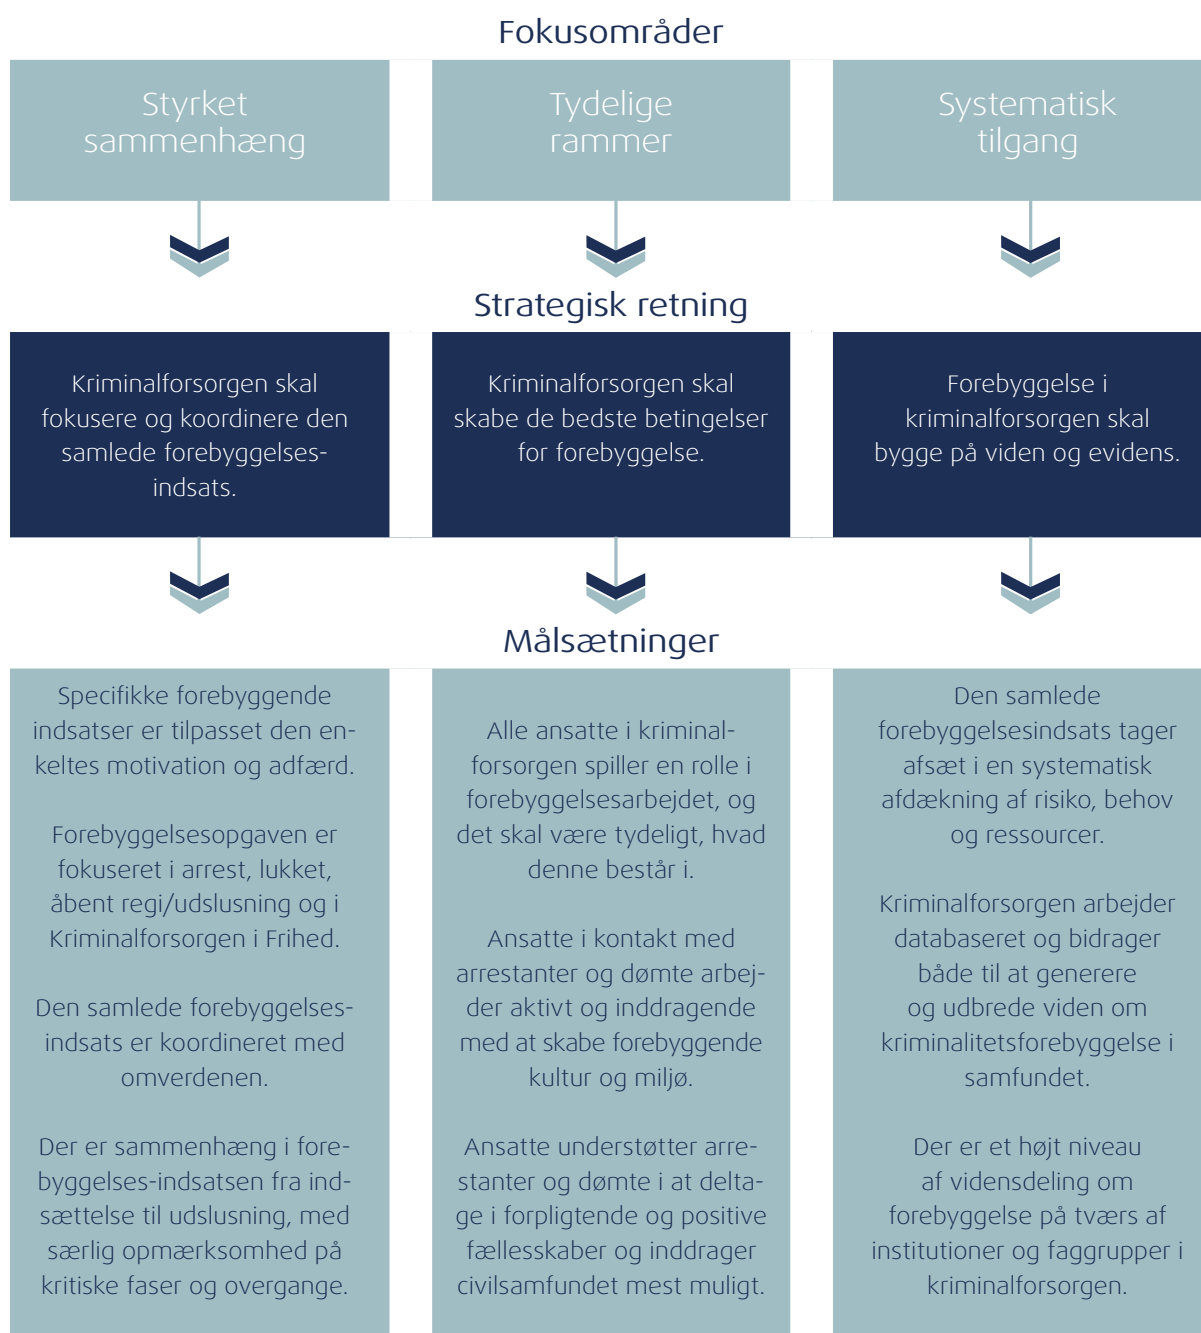 Fokusområder
Styrket
sammenhæng
Tydelige
rammer
Systematisk
tilgang
Strategisk retning
Kriminalforsorgen skal
fokusere og koordinere den
samlede forebyggelses-
indsats.
Kriminalforsorgen skal
skabe de bedste betingelser
for forebyggelse.
Forebyggelse i
kriminalforsorgen skal
bygge på viden og evidens.
Målsætninger
Specifikke forebyggende
indsatser er tilpasset den en-
keltes motivation og adfærd.
Forebyggelsesopgaven er
fokuseret i arrest, lukket,
åbent regi/udslusning og i
Kriminalforsorgen i Frihed.
Den samlede forebyggelses-
indsats er koordineret med
omverdenen.
Der er sammenhæng i fore-
byggelses-indsatsen fra ind-
sættelse til udslusning, med
særlig opmærksomhed på
kritiske faser og overgange.
Alle ansatte i kriminal-
forsorgen spiller en rolle i
forebyggelsesarbejdet, og
det skal være tydeligt, hvad
denne består i.
Ansatte i kontakt med
arrestanter og dømte arbej-
der aktivt og inddragende
med at skabe forebyggende
kultur og miljø.
Ansatte understøtter arre-
stanter og dømte i at delta-
ge i forpligtende og positive
fællesskaber og inddrager
civilsamfundet mest muligt.
Den samlede
forebyggelsesindsats tager
afsæt i en systematisk
afdækning af risiko, behov
og ressourcer.
Kriminalforsorgen arbejder
databaseret og bidrager
både til at generere
og udbrede viden om
kriminalitetsforebyggelse i
samfundet.
Der er et højt niveau
af vidensdeling om
forebyggelse på tværs af
institutioner og faggrupper i
kriminalforsorgen.